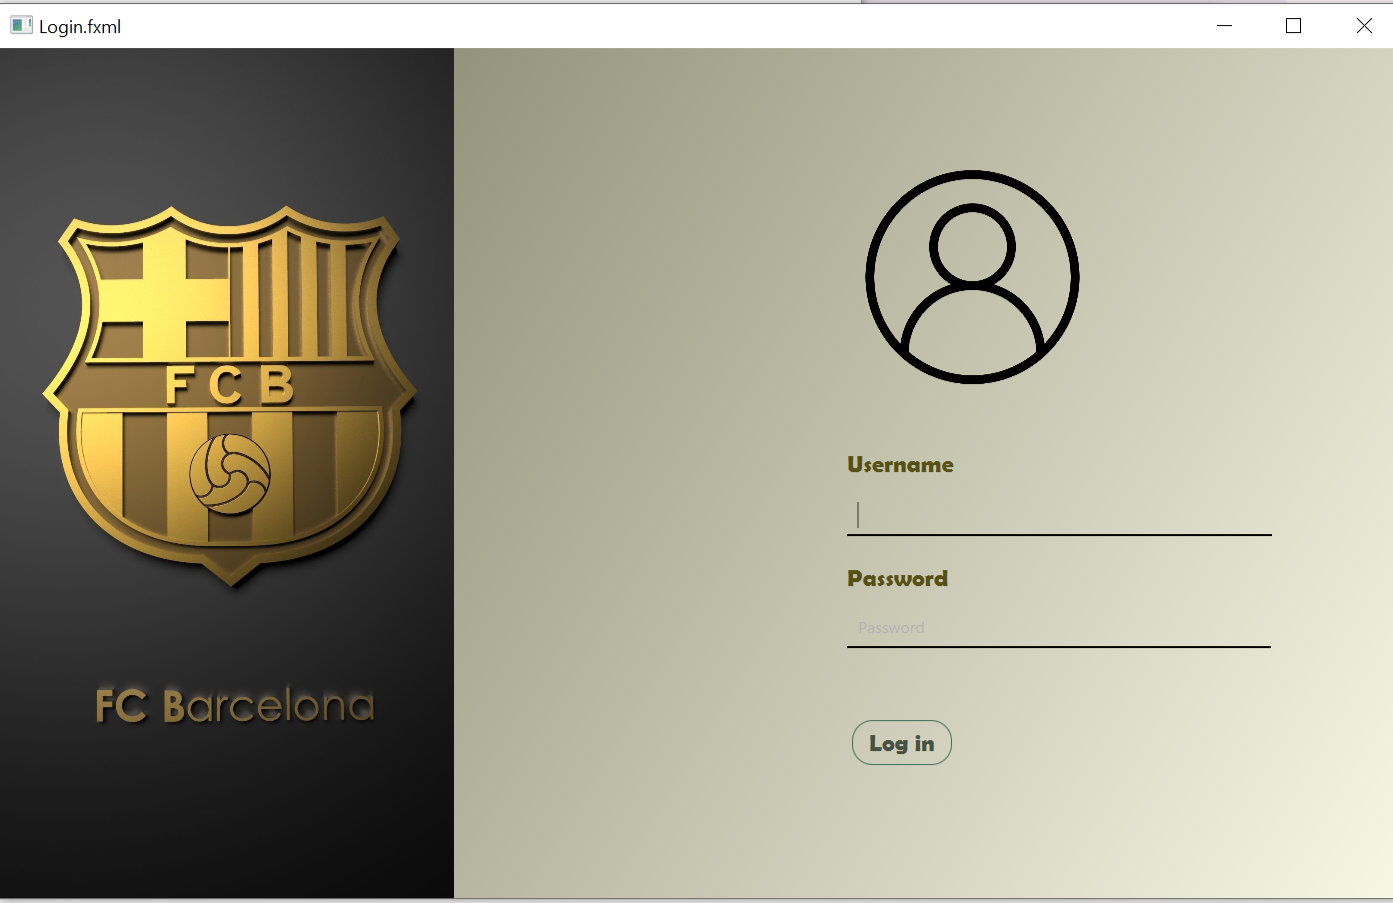 Login.fxml
FCB
FC Barcelona
Username
Password
Password
Log in